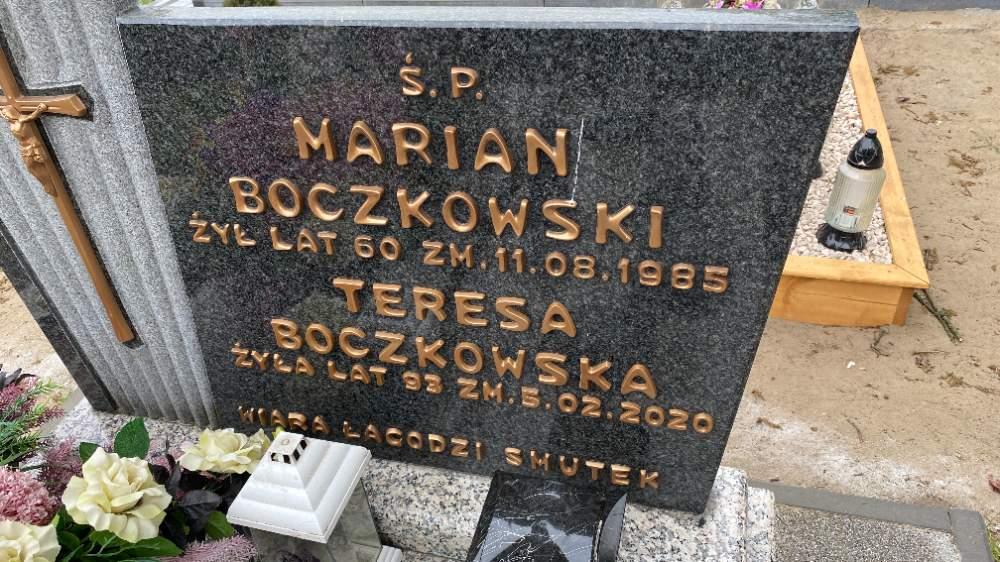 Ś.P.
MARIAN
BOCZKOWSKI
ŻYŁ LAT 60 ZM.11.08.1985
TERESA
BOCZKOWSKA
ŻYŁA LAT 93 ZM.5.02.2020
WIARA ŁAGODZI SMUTEK